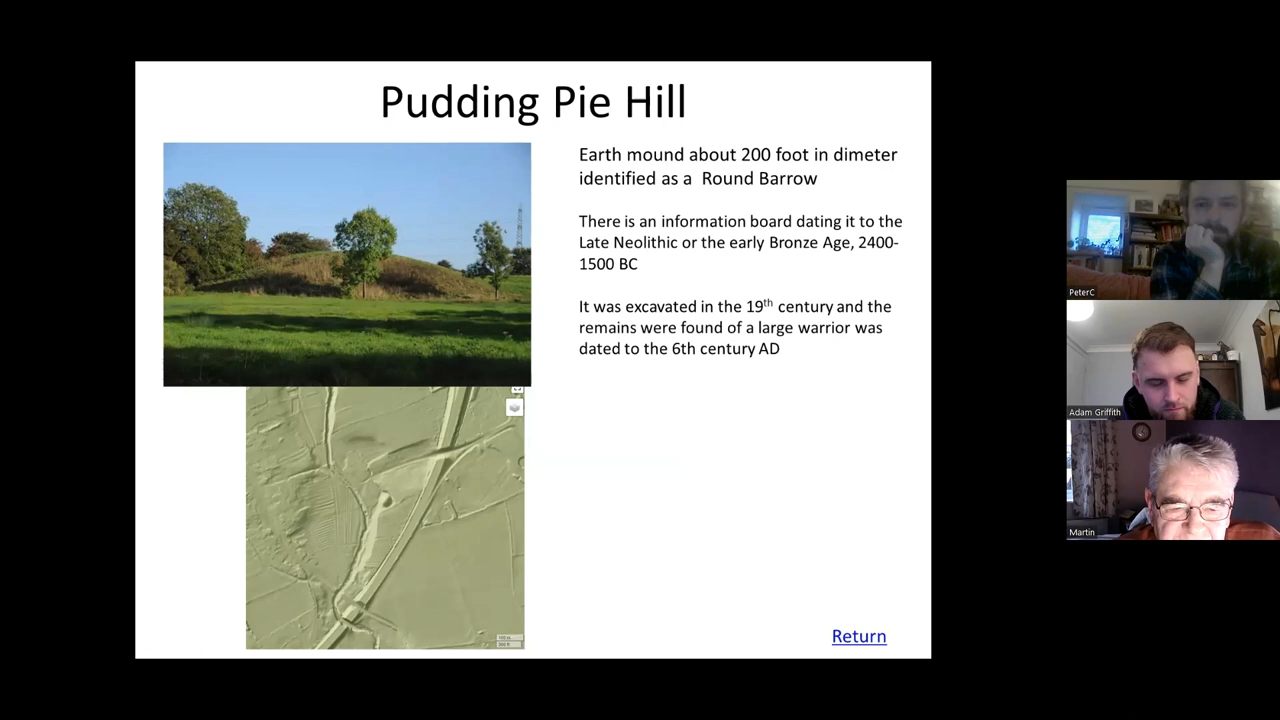 Pudding Pie Hill
Earth mound about 200 foot in dimeter
identified as a  Round Barrow
There is an information board dating it to the
Late Neolithic or the early Bronze Age, 2400-
1500 BC
It was excavated in the 19th century and the
remains were found of a large warrior was
dated to the 6th century AD
Return
PeterC
Adam Griffith
Martin